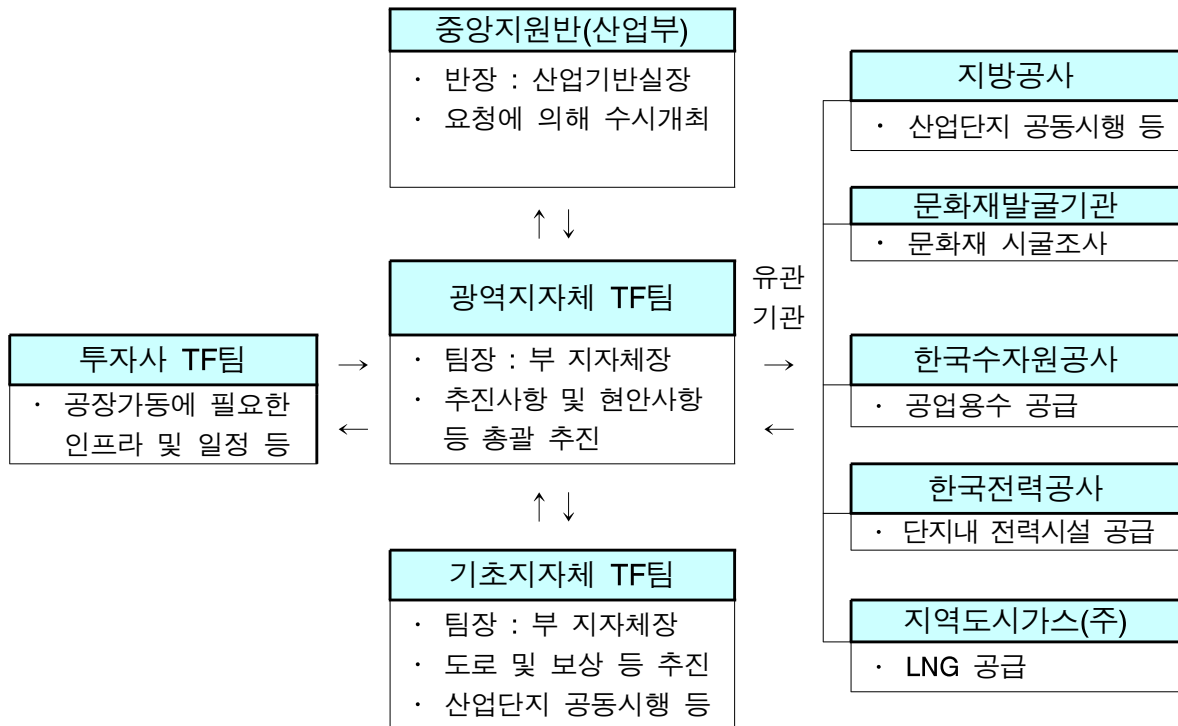 중앙지원반(산업부)
· 반장 : 산업기반실장
· 요청에 의해 수시개최
↑ ↓
광역지자체 TF팀
· 팀장 : 부 지자체장
· 추진사항 및 현안사항
등 총괄 추진
투자사 TF팀
· 공장가동에 필요한
인프라 및 일정 등
→
←
↑ ↓
기초지자체 TF팀
· 팀장 : 부 지자체장
· 도로 및 보상 등 추진
· 산업단지 공동시행 등
유관
기관
→
←
지방공사
· 산업단지 공동시행 등
문화재발굴기관
· 문화재 시굴조사
한국수자원공사
· 공업용수 공급
한국전력공사
· 단지내 전력시설 공급
지역도시가스(주)
· LNG 공급